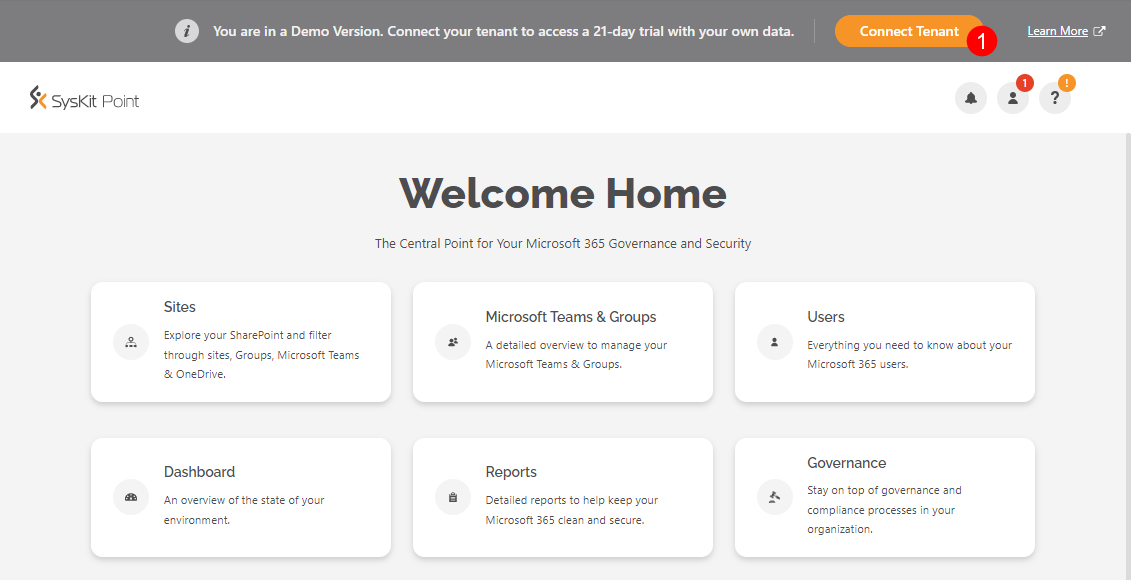 You are in a Demo Version. Connect your tenant to access a 21-day trial with your own data.
Connect Tenant
1
Learn More
SysKit Point
1
!
?
Welcome Home
The Central Point for Your Microsoft 365 Governance and Security
Sites
Explore your SharePoint and filter
through sites, Groups, Microsoft Teams
& OneDrive.
Microsoft Teams & Groups
A detailed overview to manage your
Microsoft Teams & Groups.
Users
Everything you need to know about your
Microsoft 365 users.
Dashboard
An overview of the state of your
environment.
Reports
Detailed reports to help keep your
Microsoft 365 clean and secure.
Governance
Stay on top of governance and
compliance processes in your
organization.